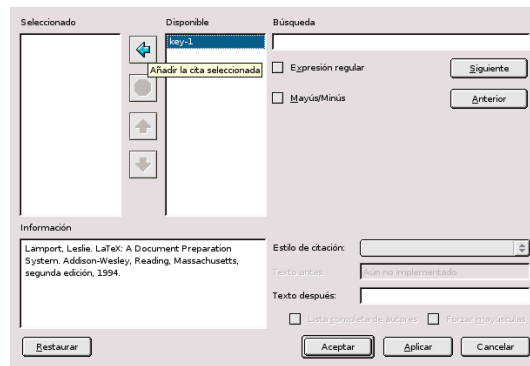 Seleccionado
Disponible
Búsqueda
key-1
Añadir la cita seleccionada
Expresión regular
Siguiente
Mayús/Minús
Anterior
Información
Lamport, Leslie. LaTeX: A Document Preparation
System. Addison-Wesley, Reading, Massachusetts,
segunda edición, 1994.
Estilo de citación:
Texto antes:
Aún no implementado
Texto después:
Lista completa de autores
Forzar mayúsculas
Restaurar
Aceptar
Aplicar
Cancelar